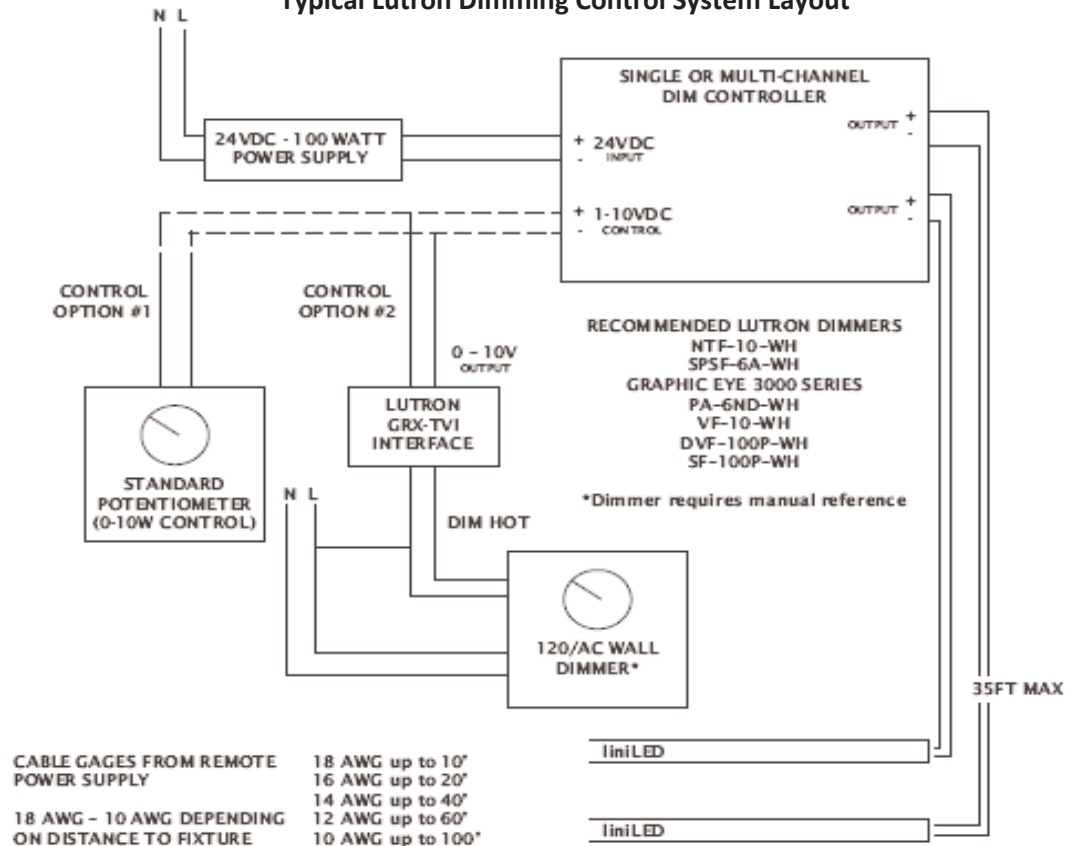 Typical Lutron Dimming Control System Layout
N L
24VDC - 100 WATT
POWER SUPPLY
SINGLE OR MULTI-CHANNEL
DIM CONTROLLER
+ 24VDC
- INPUT
OUTPUT +
-
+ 1-10VDC
- CONTROL
OUTPUT +
-
CONTROL
OPTION #1
CONTROL
OPTION #2
0 - 10V
OUTPUT
STANDARD
POTENTIOMETER
(0-10W CONTROL)
LUTRON
GRX-TVI
INTERFACE
RECOMMENDED LUTRON DIMMERS
NTF-10-WH
SPSF-6A-WH
GRAPHIC EYE 3000 SERIES
PA-6ND-WH
VF-10-WH
DVF-100P-WH
SF-100P-WH
*Dimmer requires manual reference
N L
DIM HOT
120/AC WALL
DIMMER*
35FT MAX
liniLED
liniLED
CABLE GAGES FROM REMOTE
POWER SUPPLY
18 AWG - 10 AWG DEPENDING
ON DISTANCE TO FIXTURE
18 AWG up to 10'
16 AWG up to 20'
14 AWG up to 40'
12 AWG up to 60'
10 AWG up to 100'